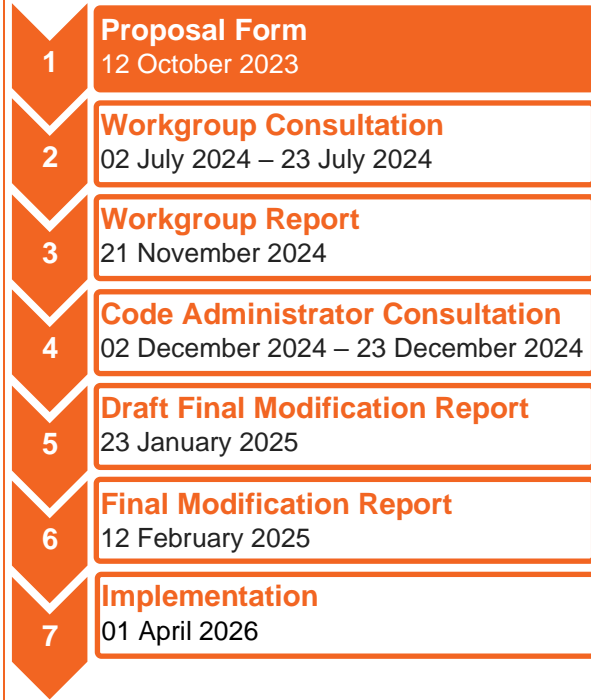 1
Proposal Form
12 October 2023
2
Workgroup Consultation
02 July 2024 – 23 July 2024
3
Workgroup Report
21 November 2024
4
Code Administrator Consultation
02 December 2024 – 23 December 2024
5
Draft Final Modification Report
23 January 2025
6
Final Modification Report
12 February 2025
7
Implementation
01 April 2026